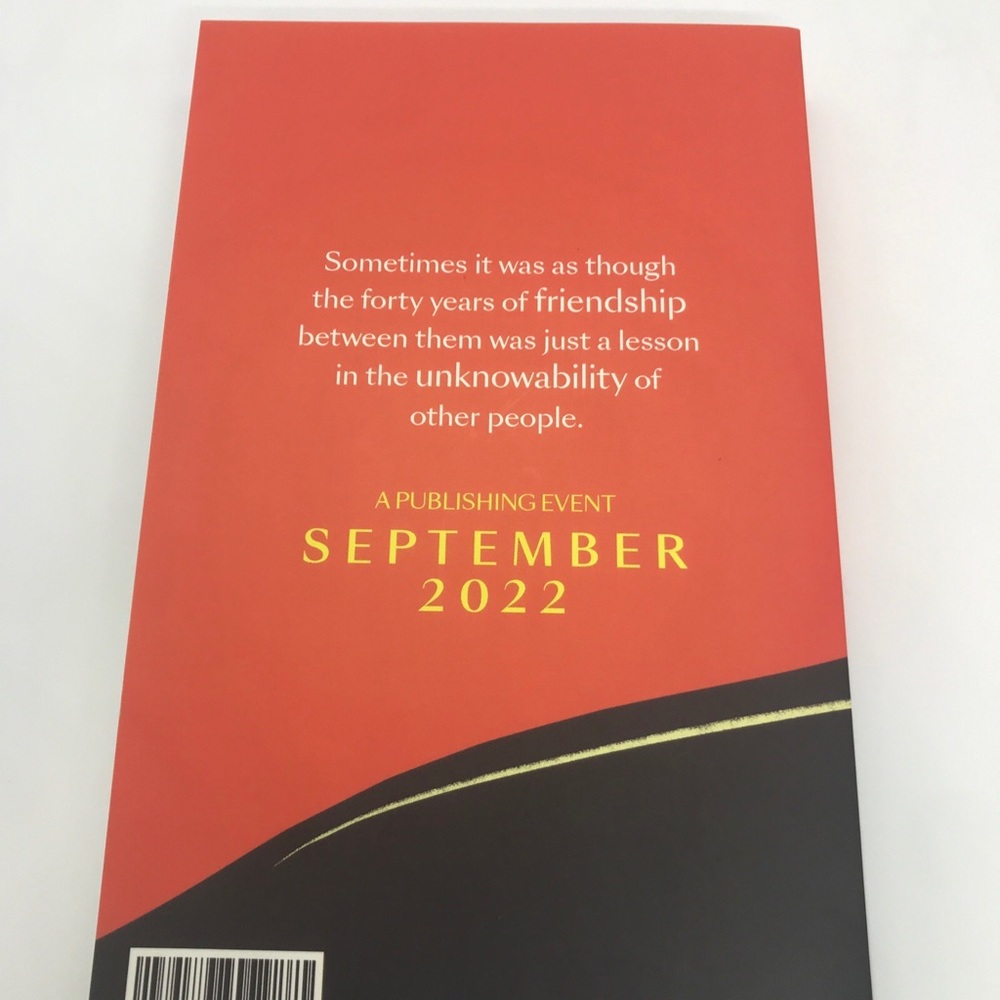 Sometimes it was as though
the forty years of friendship
between them was just a lesson
in the unknowability of
other people.
A PUBLISHING EVENT
SEPTEMBER
2022